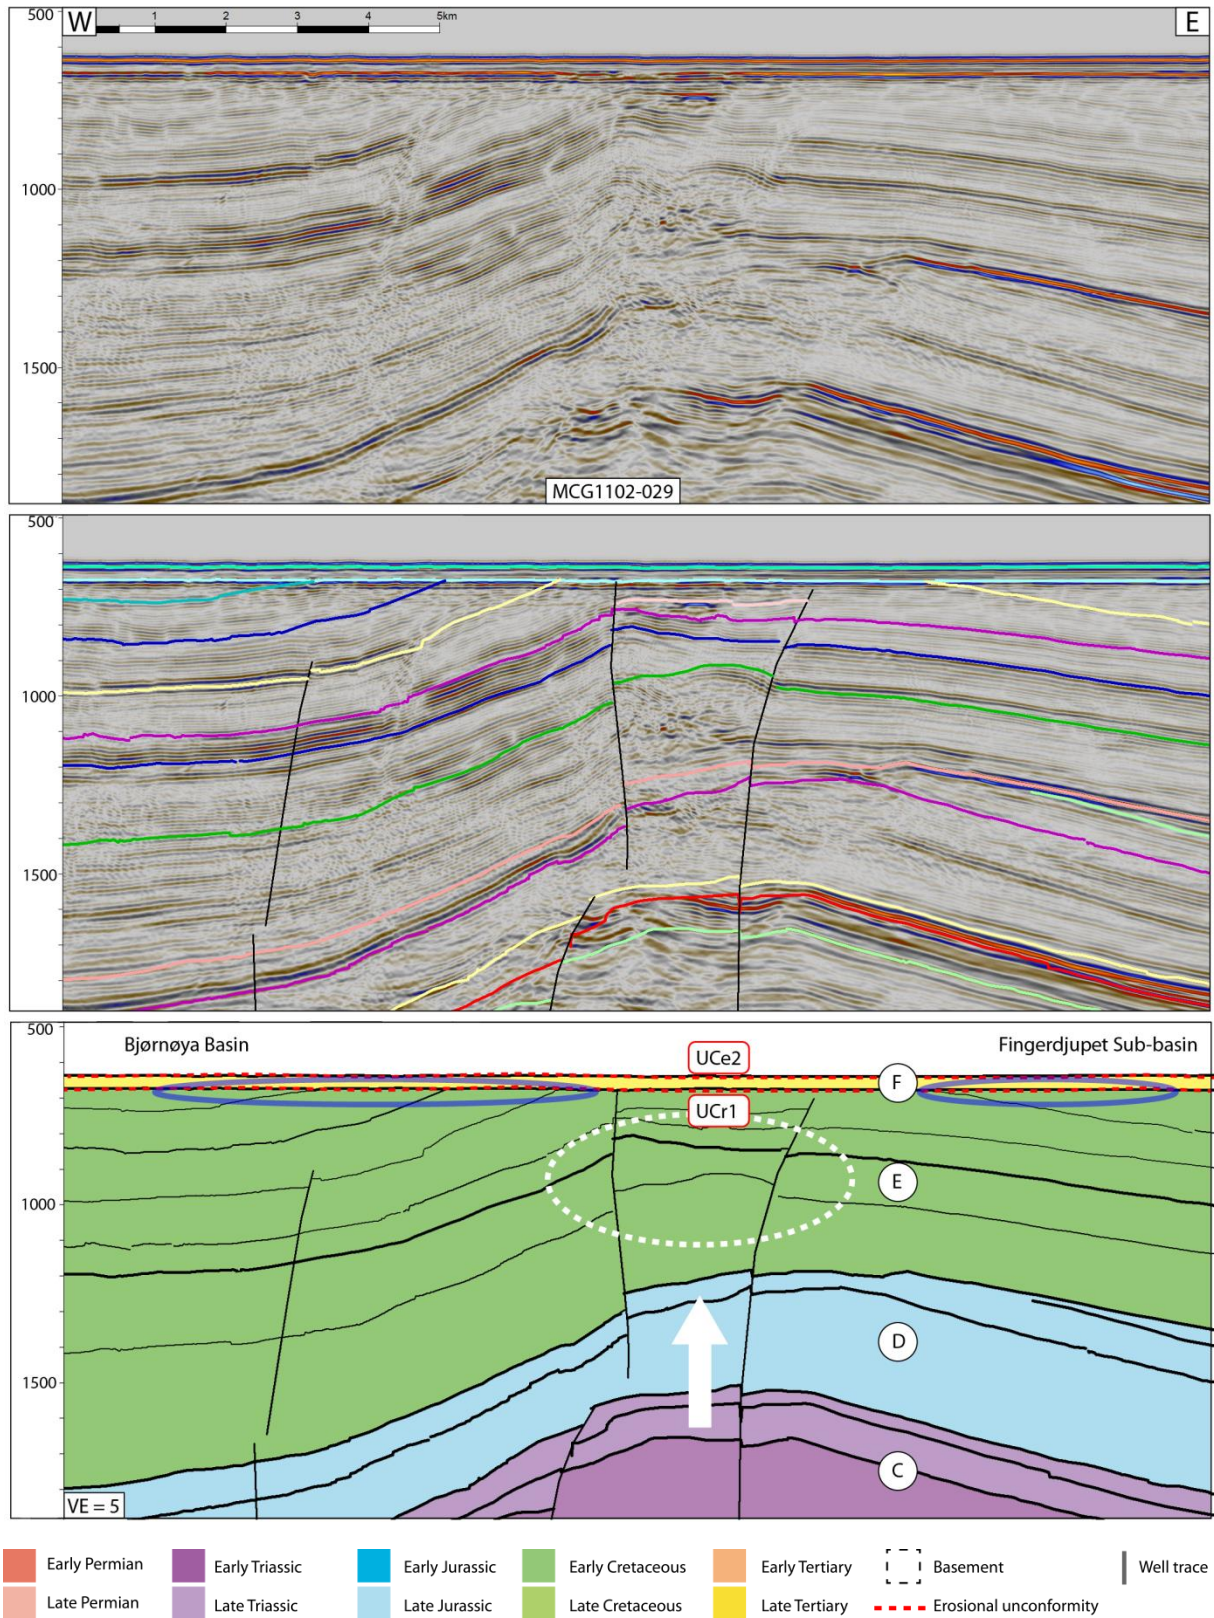 500
W
1
2
3
4
5km
E
1000
1500
MCG1102-029
500
1000
1500
500
Bjørnøya Basin
UCe2
Fingerdjupet Sub-basin
F
UCr1
E
1000
D
1500
C
VE = 5
Early Permian
Early Triassic
Early Jurassic
Early Cretaceous
Early Tertiary
Basement
Well trace
Late Permian
Late Triassic
Late Jurassic
Late Cretaceous
Late Tertiary
Erosional unconformity